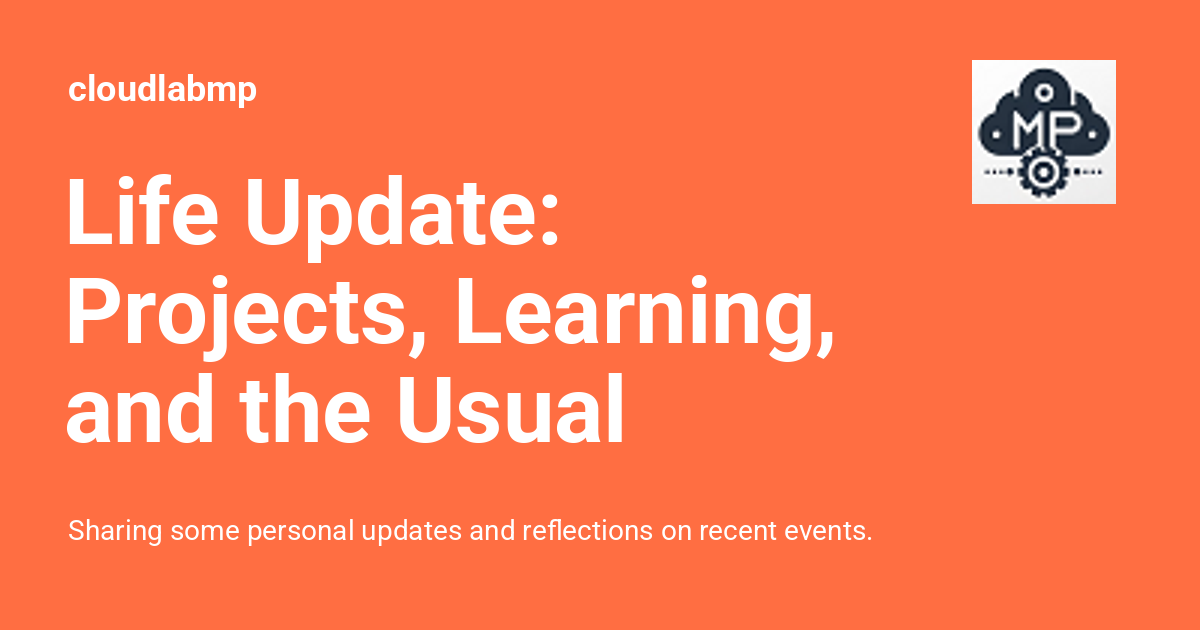 cloudlabmp
MP
Life Update:
Projects, Learning,
and the Usual
Sharing some personal updates and reflections on recent events.